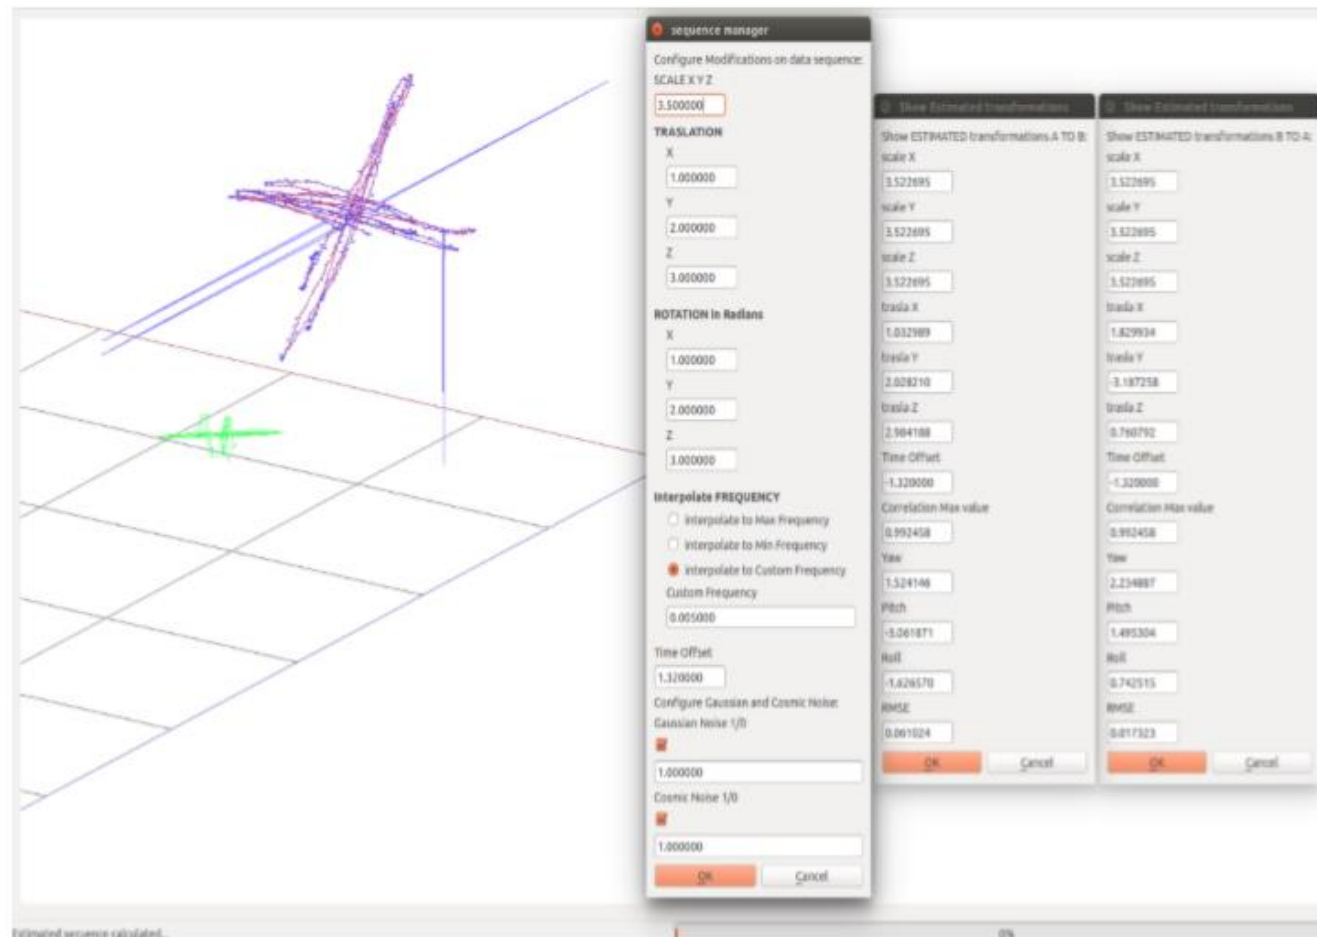 sequence manager
Configure Modifications on data sequence:
SCALE X Y Z
3.500000
TRASLATION
X
1.000000
Y
2.000000
Z
3.000000
ROTATION in Radians
X
1.000000
Y
2.000000
Z
3.000000
Interpolate FREQUENCY
interpolate to Max Frequency
interpolate to Min Frequency
interpolate to Custom Frequency
Custom Frequency
0.005000
Time Offset
1.320000
Configure Gaussian and Cosmic Noise:
Gaussian Noise 1/0
1.000000
Cosmic Noise 1/0
1.000000
OK Cancel
Show Estimated transformations
Show ESTIMATED transformations A TO B:
scale X
3.522695
scale Y
3.522695
scale Z
3.522695
trasla X
1.032989
trasla Y
2.028210
trasla Z
2.984188
Time Offset
-1.320000
Correlation Max value
0.992458
Yaw
1.524146
Pitch
-3.061871
Roll
-1.626570
RMSE
0.061024
OK Cancel
Show Estimated transformations
Show ESTIMATED transformations B TO A:
scale X
3.522695
scale Y
3.522695
scale Z
3.522695
trasla X
1.829934
trasla Y
-3.187258
trasla Z
0.760792
Time Offset
-1.320000
Correlation Max value
0.992458
Yaw
2.234887
Pitch
1.495304
Roll
0.742515
RMSE
0.017323
OK Cancel
Estimated secuence calculated...
0%